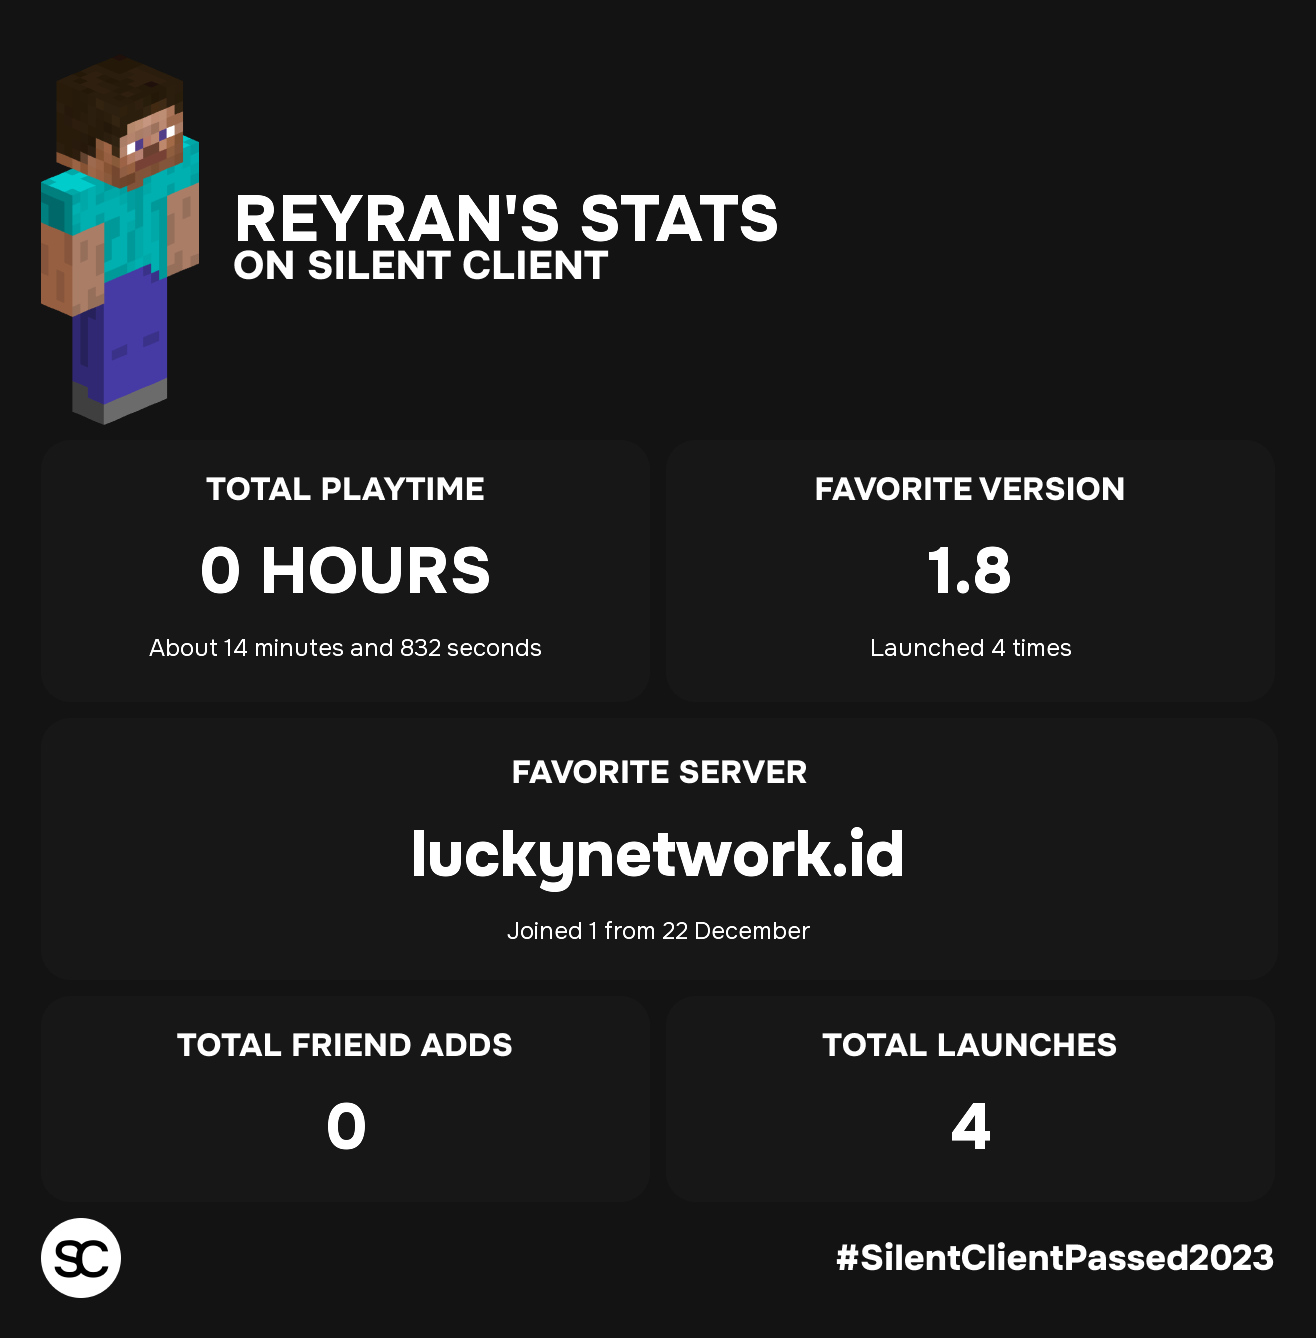 REYRAN'S STATS
ON SILENT CLIENT
TOTAL PLAYTIME
0 HOURS
About 14 minutes and 832 seconds
FAVORITE VERSION
1.8
Launched 4 times
FAVORITE SERVER
luckynetwork.id
Joined 1 from 22 December
TOTAL FRIEND ADDS
0
TOTAL LAUNCHES
4
SC
#SilentClientPassed2023